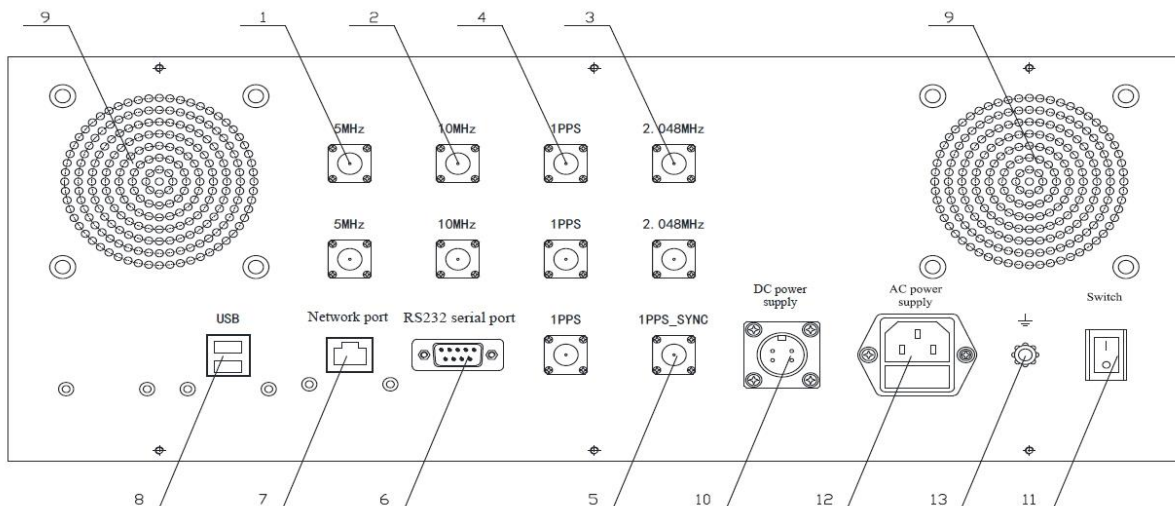 9 1 2 4 3 9
5MHz 10MHz 1PPS 2. 048MHz
5MHz 10MHz 1PPS 2. 048MHz
DC power
supply
AC power
supply
Switch
USB Network port RS232 serial port 1PPS 1PPS_SYNC
8 7 6 5 10 12 13 11